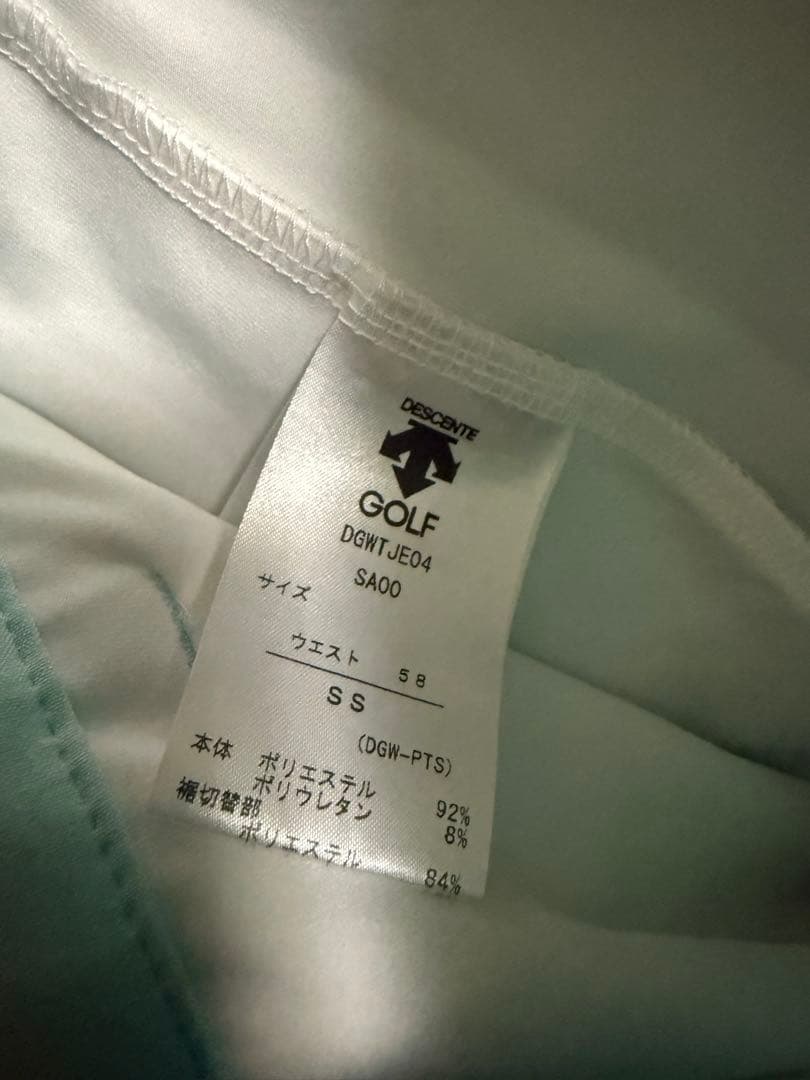 DESCENTE
GOLF
DGWTJE04
SA00
サイズ
ウエスト 58
SS
(DGW-PTS)
本体 ポリエステル 92%
ポリウレタン 8%
裾切替部
ポリエステル 84%